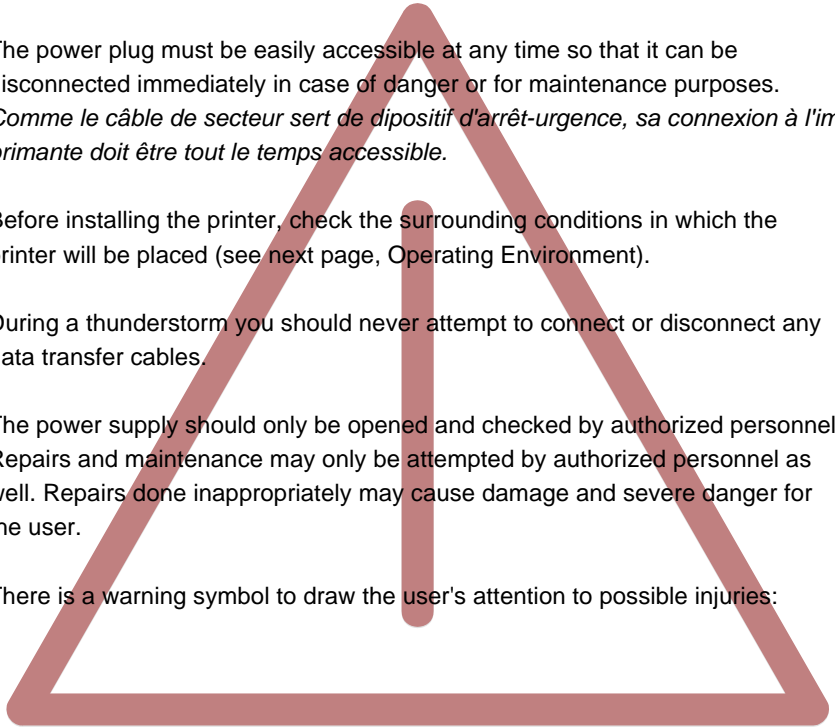 The power plug must be easily accessible at any time so that it can be
disconnected immediately in case of danger or for maintenance purposes.
Comme le câble de secteur sert de dipositif d'arrêt-urgence, sa connexion à l'im
primante doit être tout le temps accessible.
Before installing the printer, check the surrounding conditions in which the
printer will be placed (see next page, Operating Environment).
During a thunderstorm you should never attempt to connect or disconnect any
data transfer cables.
The power supply should only be opened and checked by authorized personnel
Repairs and maintenance may only be attempted by authorized personnel as
well. Repairs done inappropriately may cause damage and severe danger for
the user.
There is a warning symbol to draw the user's attention to possible injuries: